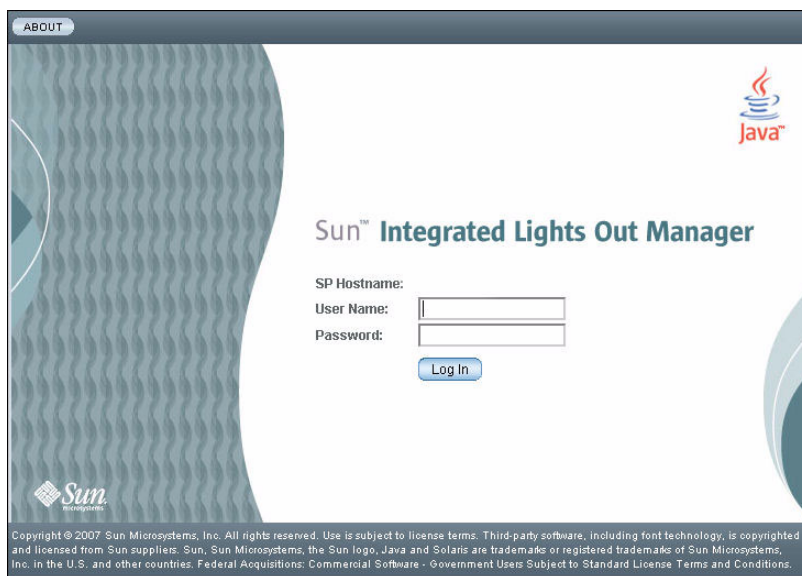 ABOUT
Java™
Sun™ Integrated Lights Out Manager
SP Hostname:
User Name:
Password:
Log In
Sun
microsystems
Copyright © 2007 Sun Microsystems, Inc. All rights reserved. Use is subject to license terms. Third-party software, including font technology, is copyrighted
and licensed from Sun suppliers. Sun, Sun Microsystems, the Sun logo, Java and Solaris are trademarks or registered trademarks of Sun Microsystems,
Inc. in the U.S. and other countries. Federal Acquisitions: Commercial Software - Government Users Subject to Standard License Terms and Conditions.